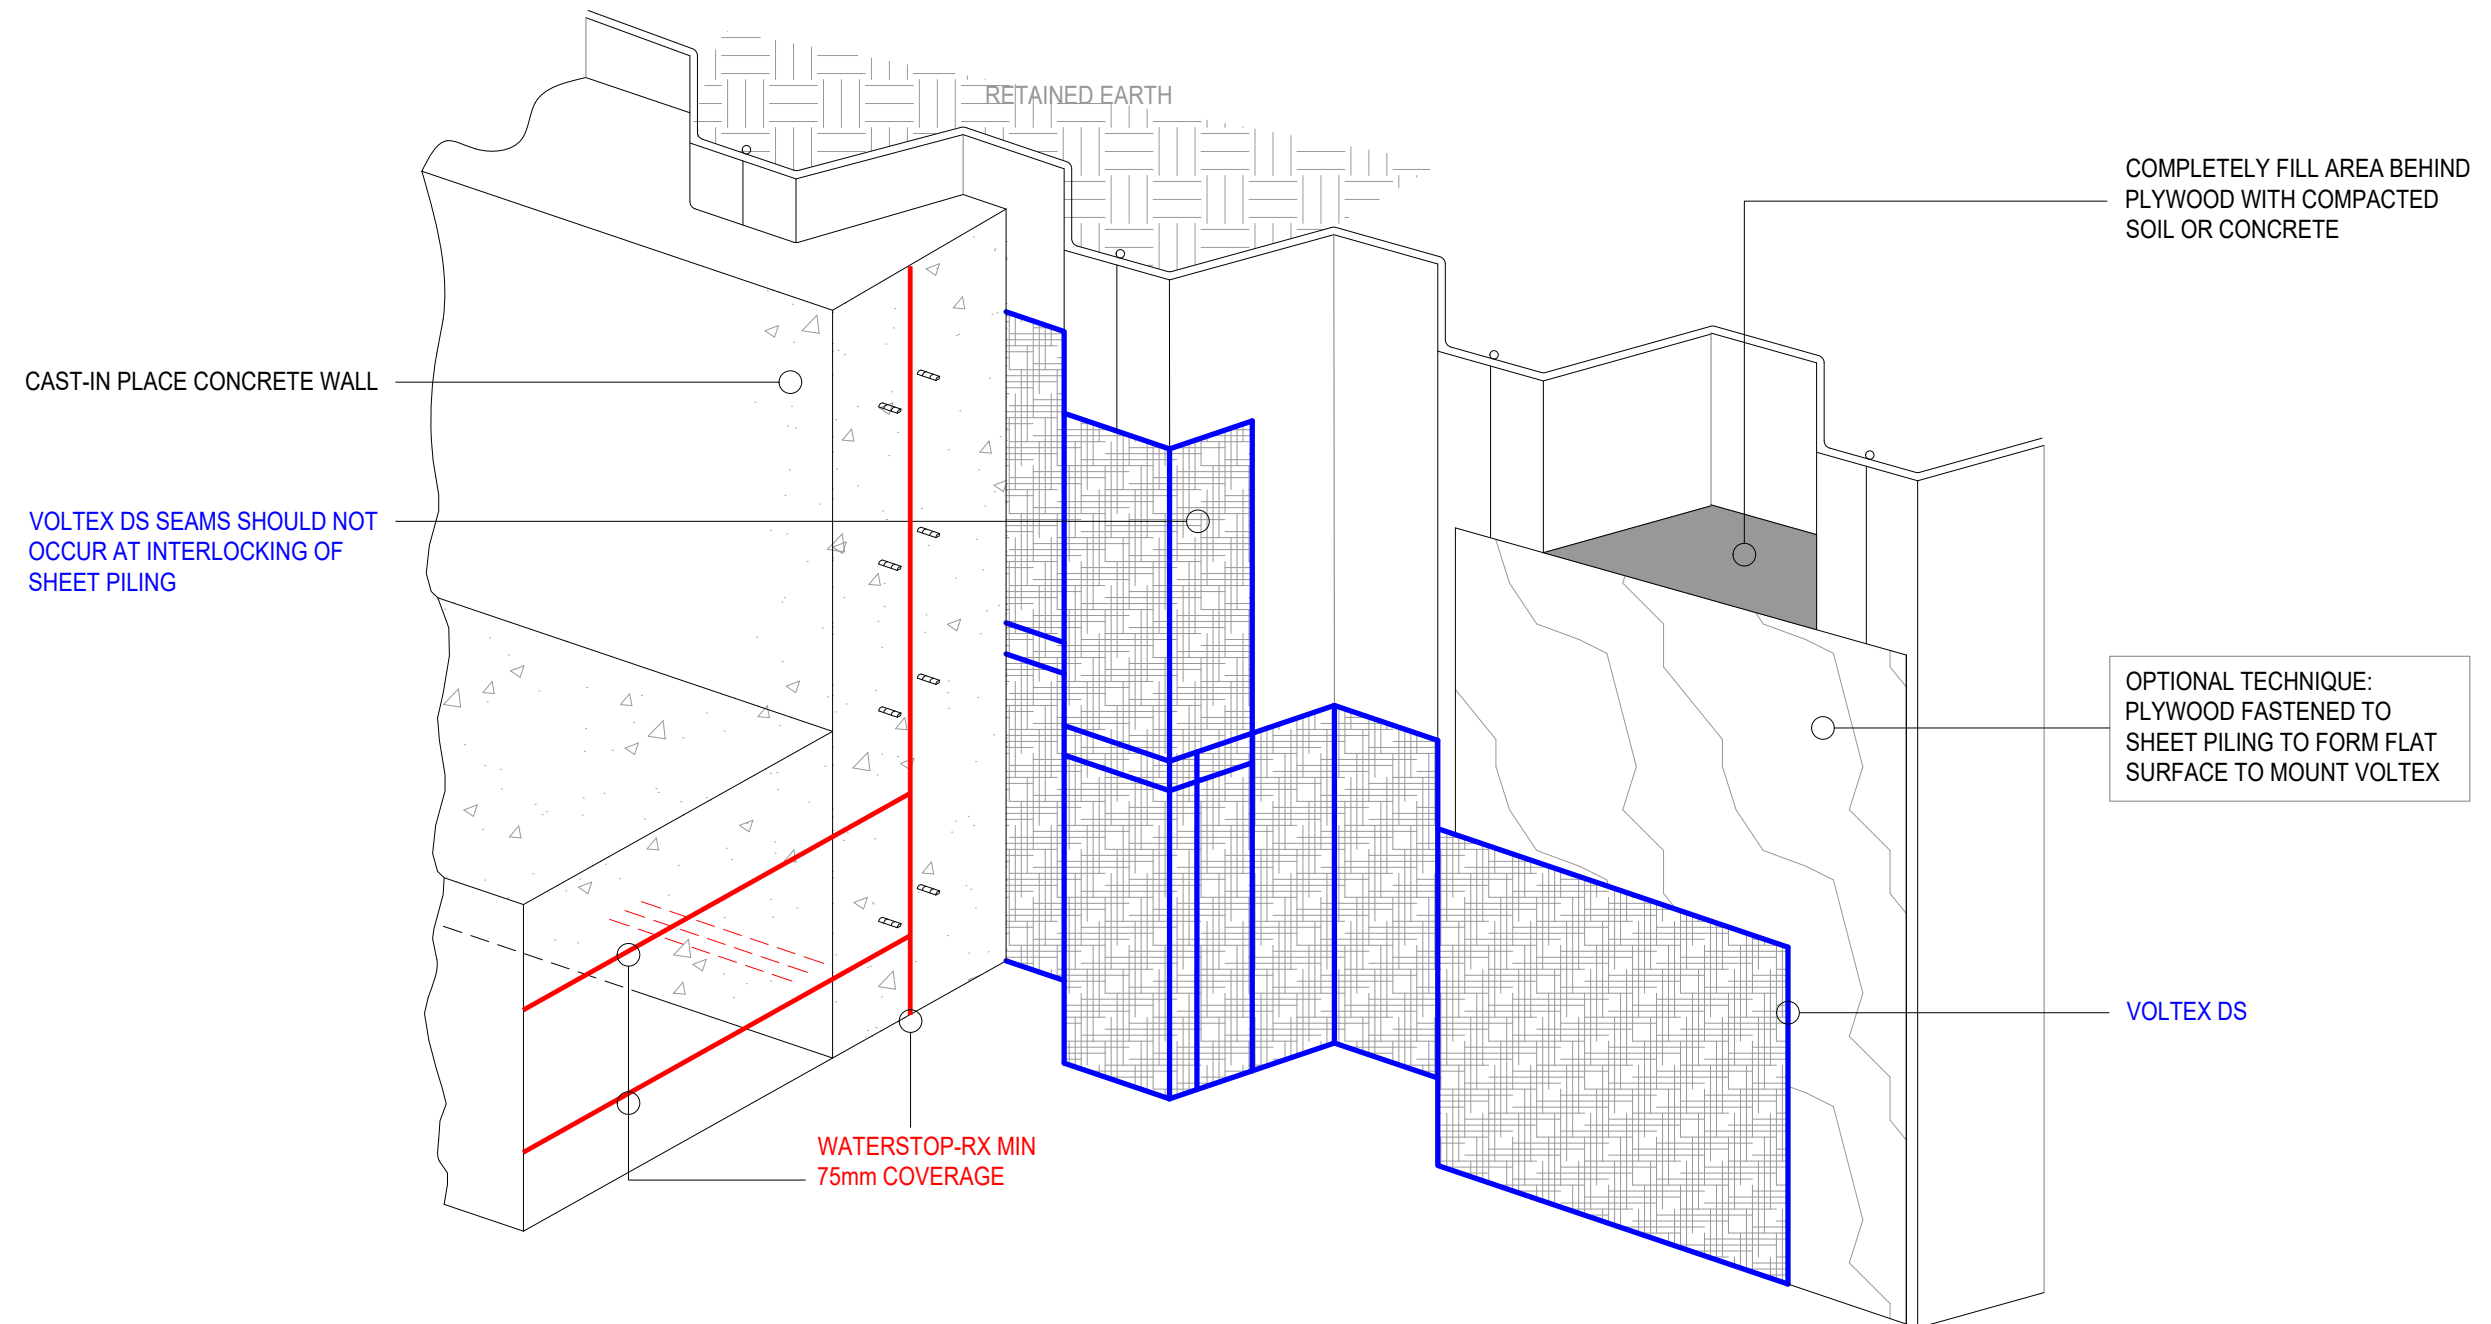 RETAINED EARTH
COMPLETELY FILL AREA BEHIND
PLYWOOD WITH COMPACTED
SOIL OR CONCRETE
CAST-IN PLACE CONCRETE WALL
VOLTEX DS SEAMS SHOULD NOT
OCCUR AT INTERLOCKING OF
SHEET PILING
OPTIONAL TECHNIQUE:
PLYWOOD FASTENED TO
SHEET PILING TO FORM FLAT
SURFACE TO MOUNT VOLTEX
VOLTEX DS
WATERSTOP-RX MIN
75mm COVERAGE